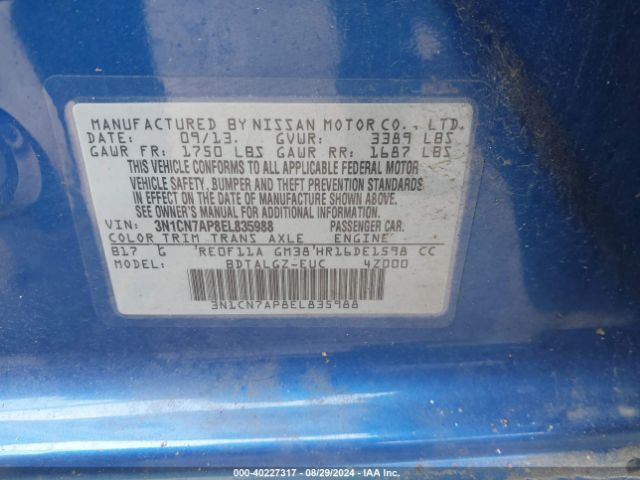 MANUFACTURED BY NISSAN MOTOR CO., LTD.
DATE: 09/13. GVWR: 3389 LBS
GAWR FR: 1750 LBS GAWR RR: 1687 LBS
THIS VEHICLE CONFORMS TO ALL APPLICABLE FEDERAL MOTOR
VEHICLE SAFETY, BUMPER AND THEFT PREVENTION STANDARDS
IN EFFECT ON THE DATE OF MANUFACTURE SHOWN ABOVE.
SEE OWNER'S MANUAL FOR ADDITIONAL INFORMATION.
VIN: 3N1CN7AP8EL835988 PASSENGER CAR.
COLOR TRIM TRANS AXLE ENGINE
B17 G 'RE0F11A GM38'HR16DE1598 CC
MODEL: BDTALGZ-EUC 4Z000
3N1CN7AP8EL835988
000-40227317 - 08/29/2024 - IAA Inc.